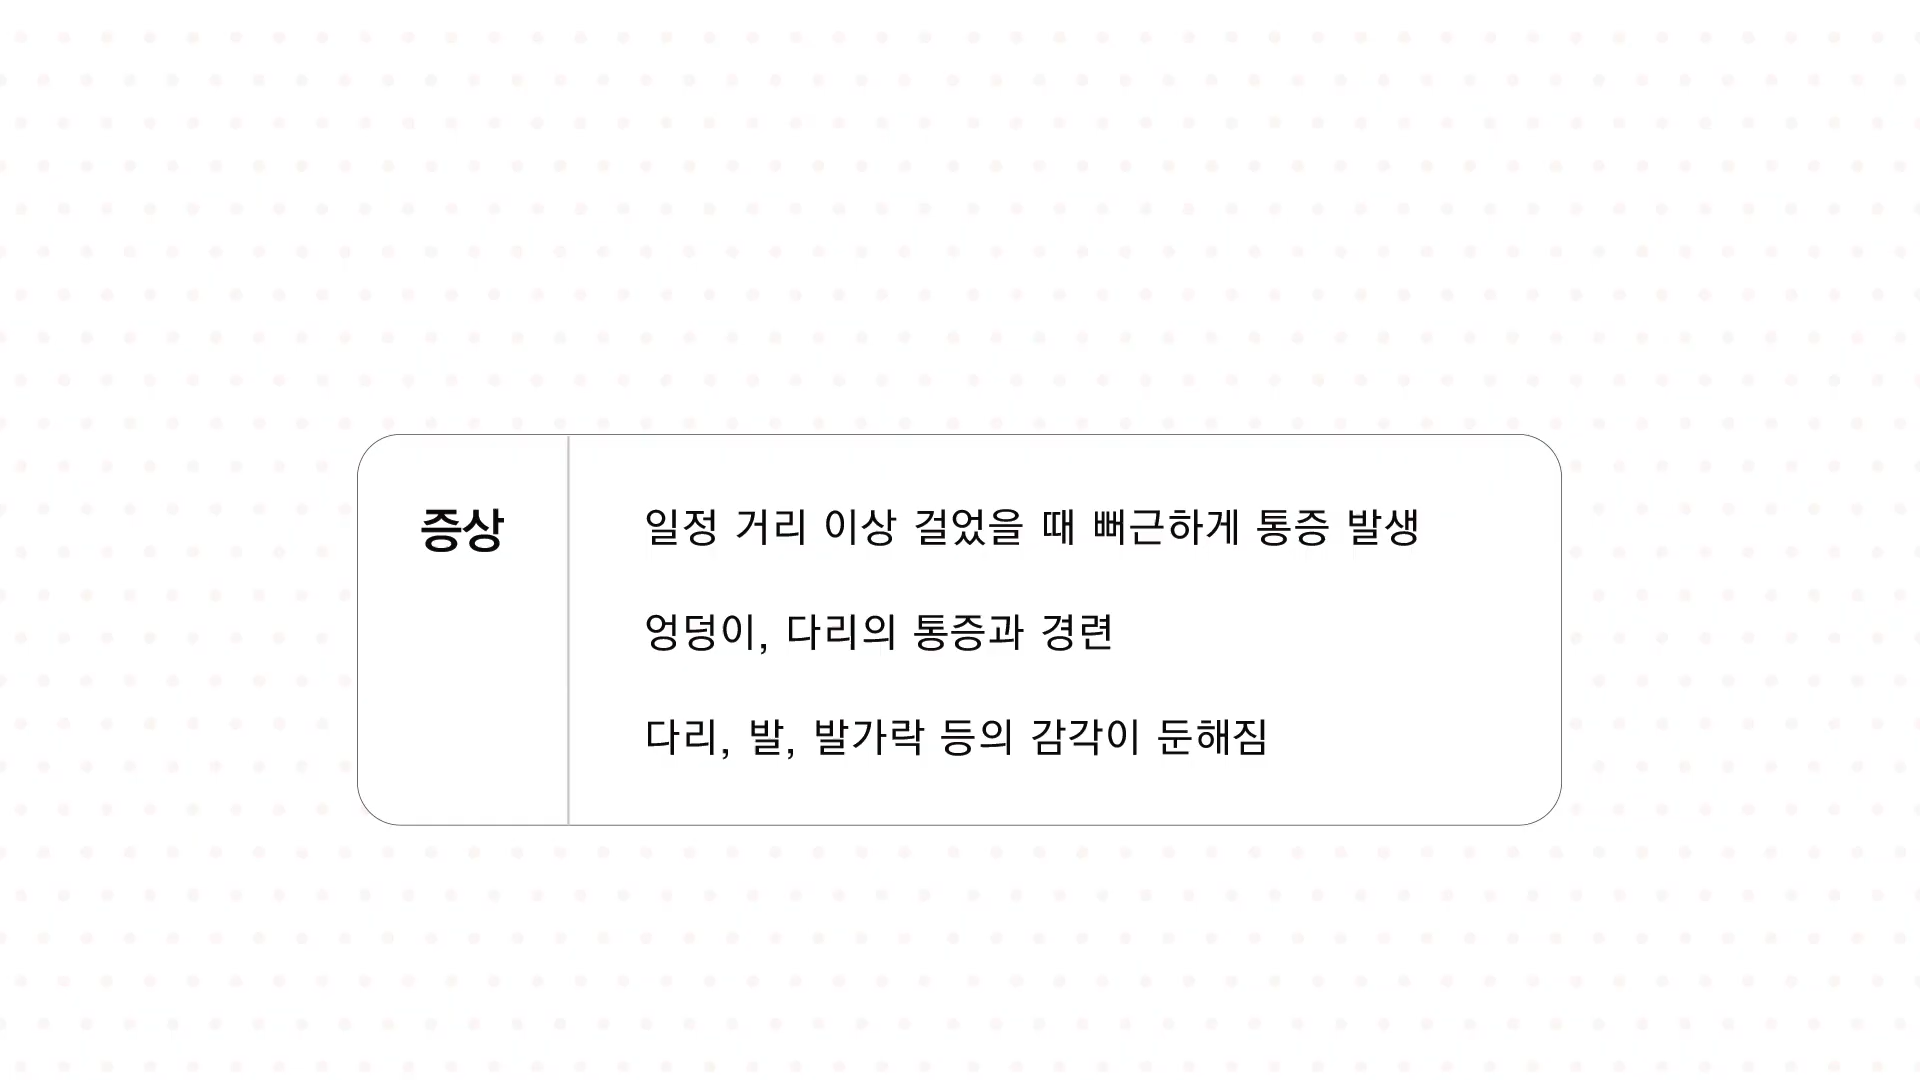 증상
일정 거리 이상 걸었을 때 뻐근하게 통증 발생
엉덩이, 다리의 통증과 경련
다리, 발, 발가락 등의 감각이 둔해짐